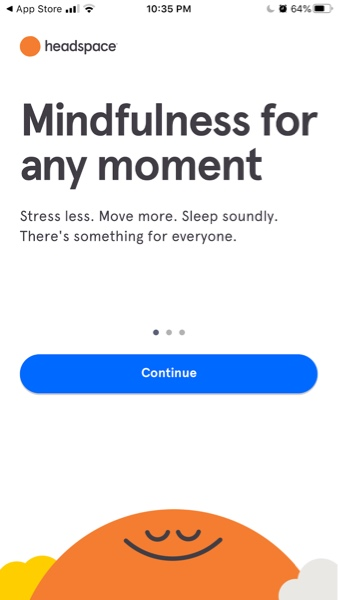 App Store 10:35 PM 64%
headspace
Mindfulness for
any moment
Stress less. Move more. Sleep soundly.
There's something for everyone.
Continue